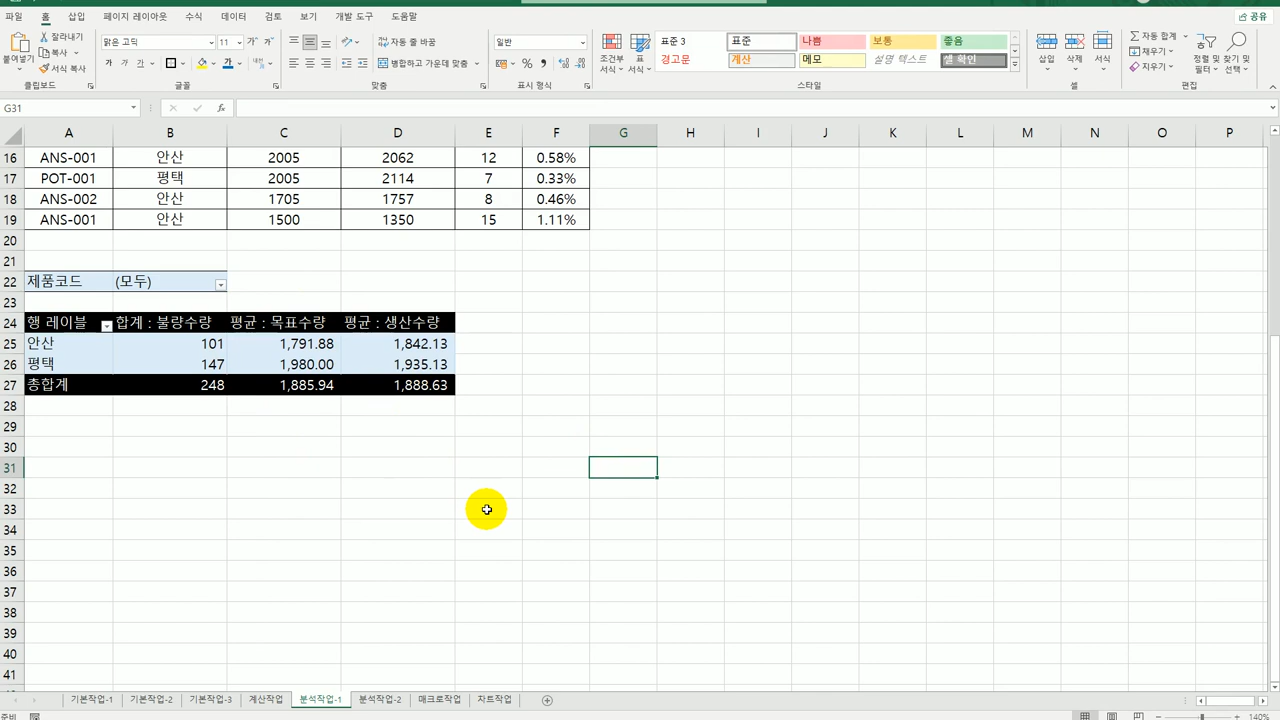 파일 홈 삽입 페이지 레이아웃 수식 데이터 검토 보기 개발 도구 도움말 공유
잘라내기 맑은 고딕 11 가 가 자동 줄 바꿈 일반 표준 3 표준 나쁨 보통 좋음 자동 합계
붙여넣기 복사 채우기
서식 복사 가 가 가 병합하고 가운데 맞춤 % 조건부 서식 표 서식 경고문 계산 메모 설명 텍스트 셀 확인 삽입 삭제 서식 지우기 정렬 및 필터 찾기 및 선택
클립보드 글꼴 맞춤 표시 형식 스타일 셀 편집
G31 fx
A B C D E F G H I J K L M N O P
16 ANS-001 안산 2005 2062 12 0.58%
17 POT-001 평택 2005 2114 7 0.33%
18 ANS-002 안산 1705 1757 8 0.46%
19 ANS-001 안산 1500 1350 15 1.11%
20
21
22 제품코드 (모두)
23
24 행 레이블 합계 : 불량수량 평균 : 목표수량 평균 : 생산수량
25 안산 101 1,791.88 1,842.13
26 평택 147 1,980.00 1,935.13
27 총합계 248 1,885.94 1,888.63
28
29
30
31
32
33
34
35
36
37
38
39
40
41
기본작업-1 기본작업-2 기본작업-3 계산작업 분석작업-1 분석작업-2 매크로작업 차트작업
준비 140%